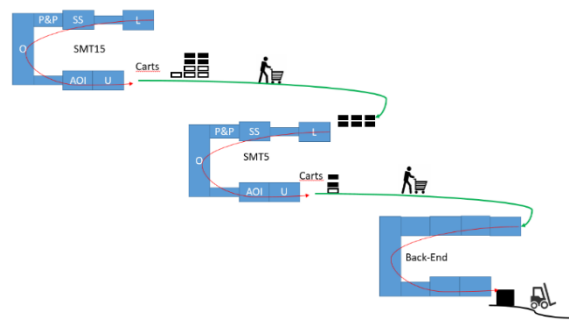 P&P SS L
O
SMT15
AOI U
Carts
P&P SS L
O
SMT5
AOI U
Carts
Back-End